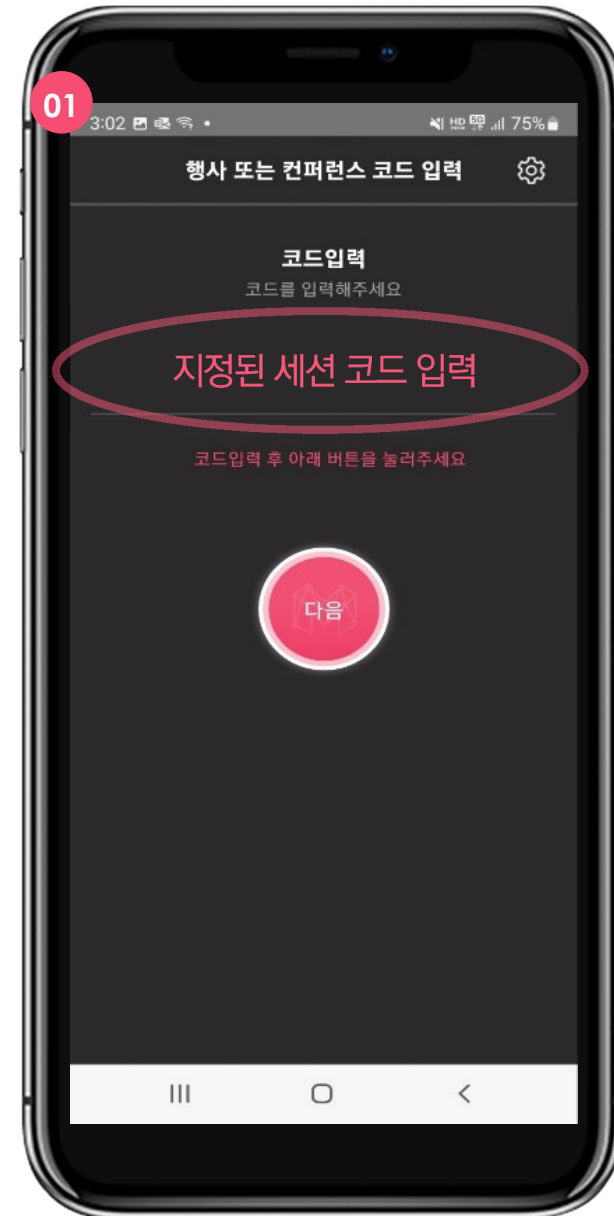 01
3:02
75%
행사 또는 컨퍼런스 코드 입력
코드입력
코드를 입력해주세요
지정된 세션 코드 입력
코드입력 후 아래 버튼을 눌러주세요
다음